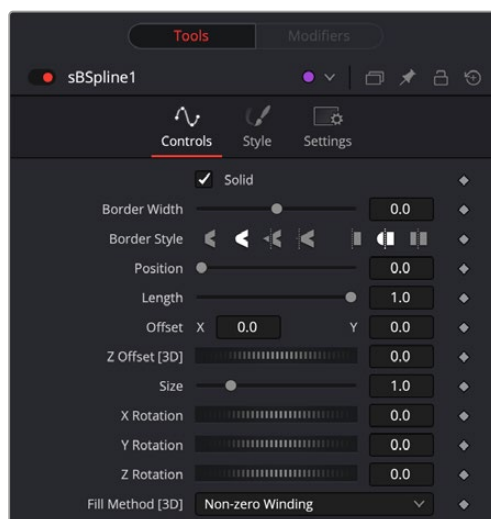 Tools Modifiers
sBSpline1
Controls Style Settings
Solid
Border Width 0.0
Border Style
Position 0.0
Length 1.0
Offset X 0.0 Y 0.0
Z Offset [3D] 0.0
Size 1.0
X Rotation 0.0
Y Rotation 0.0
Z Rotation 0.0
Fill Method [3D] Non-zero Winding